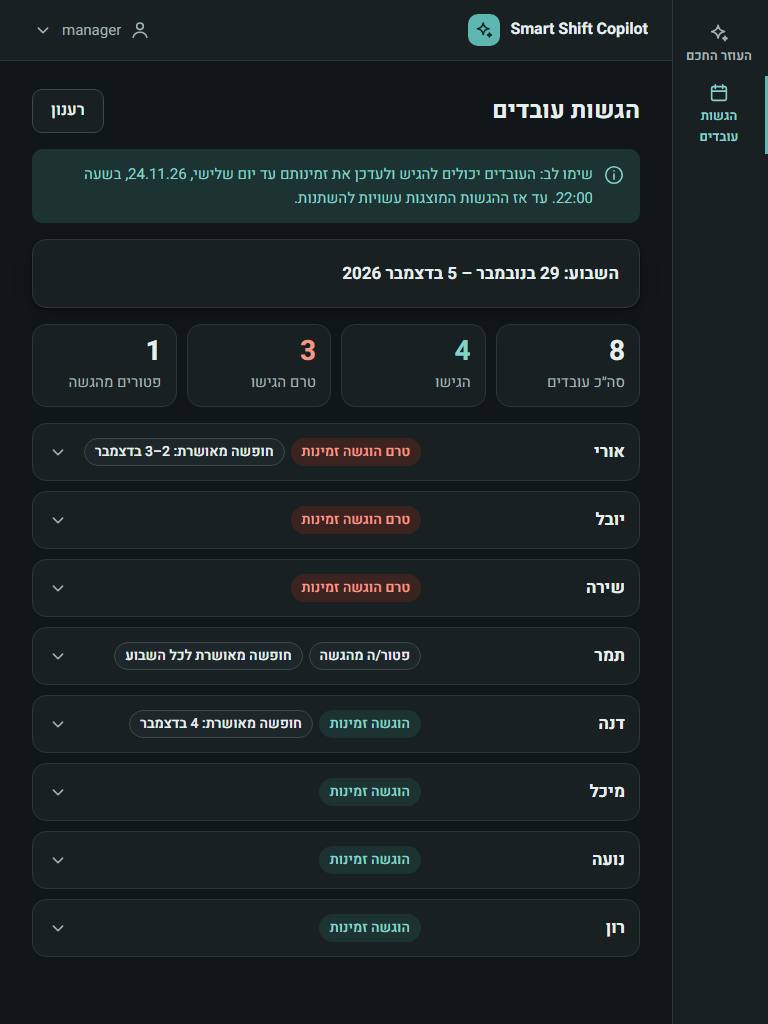 העוזר החכם
הגשות
עובדים
Smart Shift Copilot
manager
הגשות עובדים
רענון
שימו לב: העובדים יכולים להגיש ולעדכן את זמינותם עד יום שלישי, 24.11.26, בשעה
22:00. עד אז ההגשות המוצגות עשויות להשתנות.
השבוע: 29 בנובמבר – 5 בדצמבר 2026
8
סה"כ עובדים
4
הגישו
3
טרם הגישו
1
פטורים מהגשה
אורי טרם הוגשה זמינות חופשה מאושרת: 2–3 בדצמבר
יובל טרם הוגשה זמינות
שירה טרם הוגשה זמינות
תמר פטור/ה מהגשה חופשה מאושרת לכל השבוע
דנה הוגשה זמינות חופשה מאושרת: 4 בדצמבר
מיכל הוגשה זמינות
נועה הוגשה זמינות
רון הוגשה זמינות